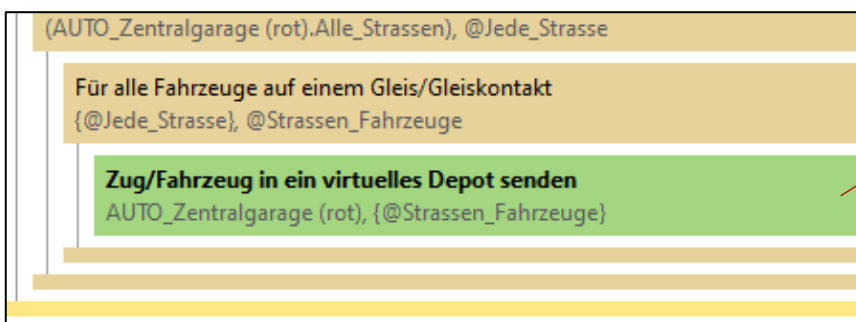 (AUTO_Zentralgarage (rot).Alle_Strassen), @Jede_Strasse
Für alle Fahrzeuge auf einem Gleis/Gleiskontakt
{@Jede_Strasse}, @Strassen_Fahrzeuge
Zug/Fahrzeug in ein virtuelles Depot senden
AUTO_Zentralgarage (rot), {@Strassen_Fahrzeuge}